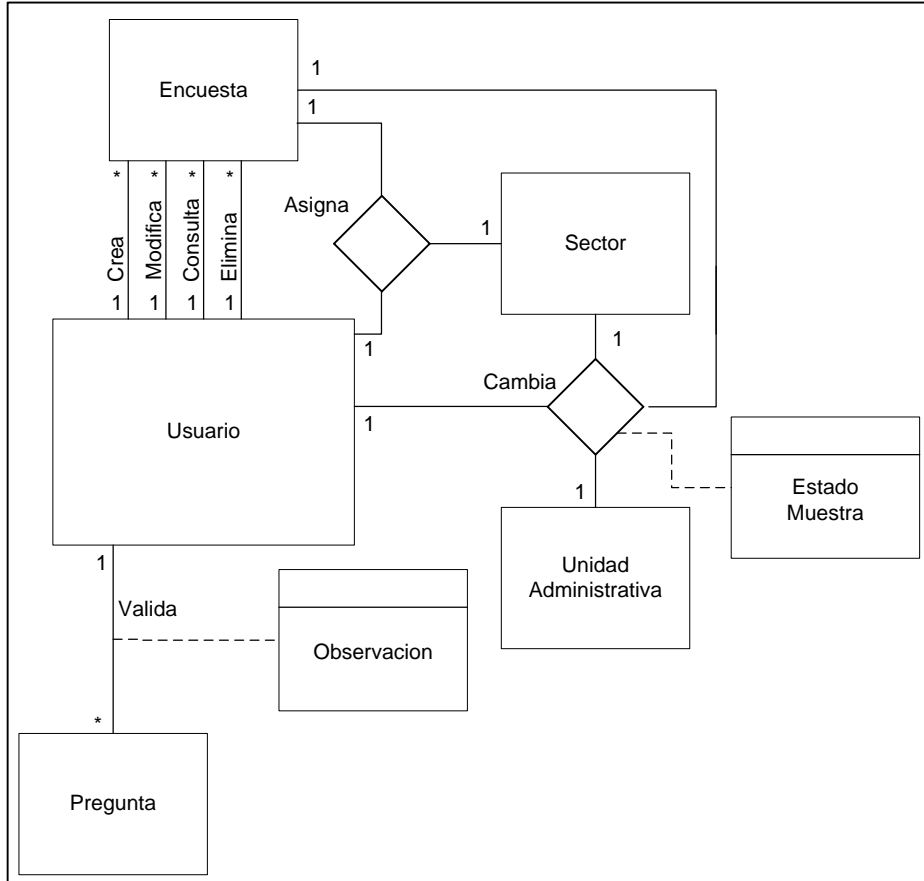 Encuesta
1
1
*
*
*
*
Crea
Modifica
Consulta
Elimina
1
1
1
1
Asigna
1
Sector
1
1
Cambia
Usuario
1
1
Estado
Muestra
1
Unidad
Administrativa
1
Valida
Observacion
*
Pregunta